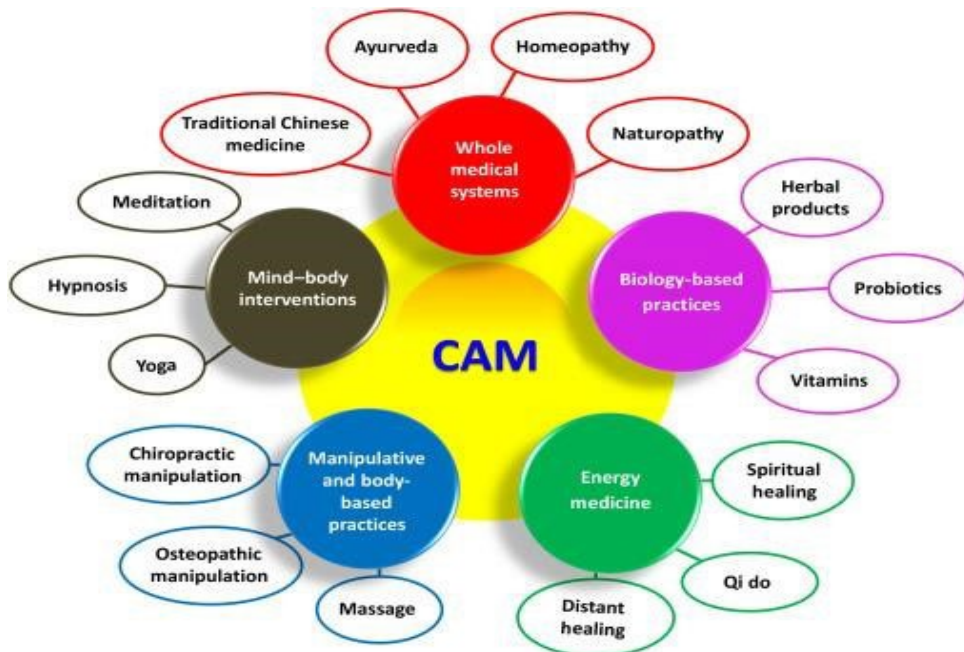 Ayurveda
Homeopathy
Traditional Chinese
medicine
Whole
medical
systems
Naturopathy
Meditation
Hypnosis
Yoga
Mind–body
interventions
Herbal
products
Biology-based
practices
Probiotics
Vitamins
CAM
Chiropractic
manipulation
Manipulative
and body-
based
practices
Osteopathic
manipulation
Massage
Energy
medicine
Spiritual
healing
Qi do
Distant
healing